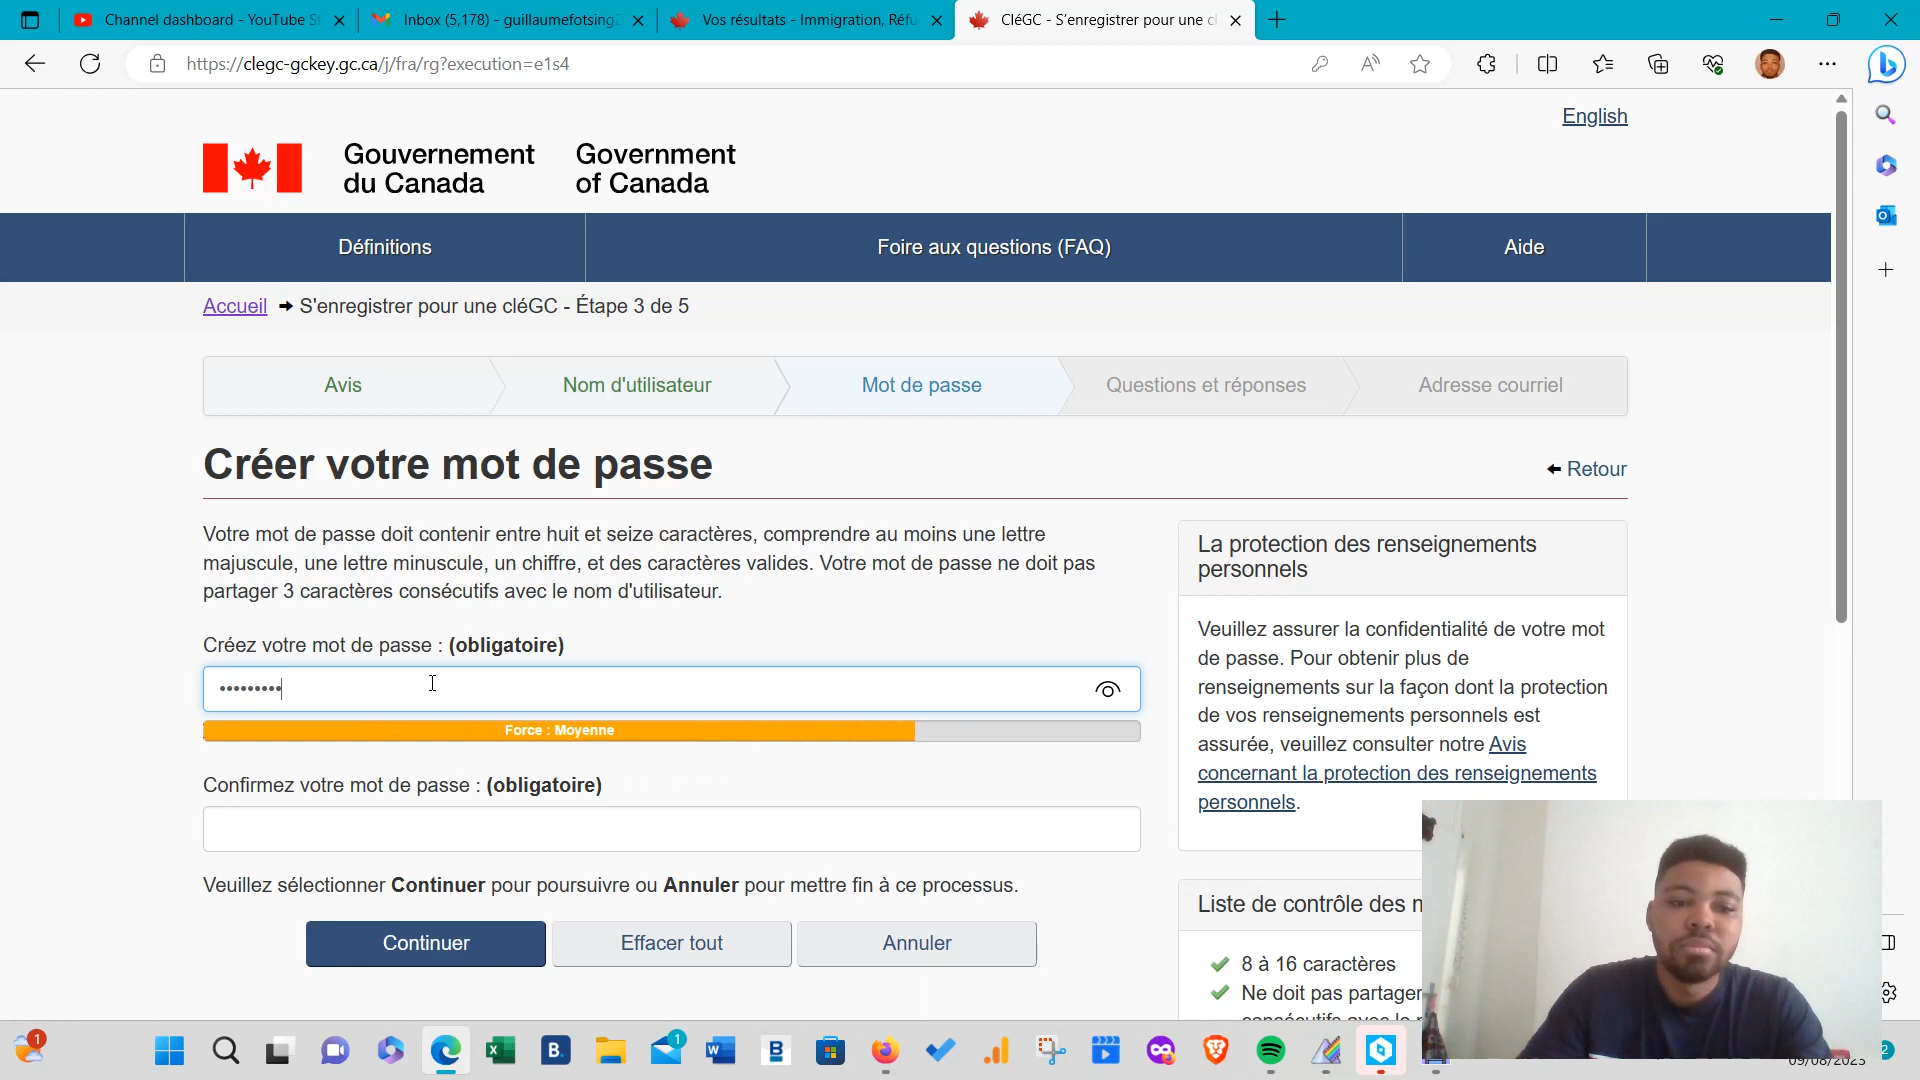 Channel dashboard - YouTube S
Inbox (5,178) - guillaumefotsing
Vos résultats - Immigration, Réfu
CléGC - S'enregistrer pour une cl
https://clegc-gckey.gc.ca/j/fra/rg?execution=e1s4
English
Gouvernement
du Canada
Government
of Canada
Définitions
Foire aux questions (FAQ)
Aide
Accueil ➞ S'enregistrer pour une cléGC - Étape 3 de 5
Avis
Nom d'utilisateur
Mot de passe
Questions et réponses
Adresse courriel
Créer votre mot de passe
Retour
Votre mot de passe doit contenir entre huit et seize caractères, comprendre au moins une lettre
majuscule, une lettre minuscule, un chiffre, et des caractères valides. Votre mot de passe ne doit pas
partager 3 caractères consécutifs avec le nom d'utilisateur.
Créez votre mot de passe : (obligatoire)
•••••••••
Force : Moyenne
Confirmez votre mot de passe : (obligatoire)
Veuillez sélectionner Continuer pour poursuivre ou Annuler pour mettre fin à ce processus.
Continuer
Effacer tout
Annuler
La protection des renseignements
personnels
Veuillez assurer la confidentialité de votre mot
de passe. Pour obtenir plus de
renseignements sur la façon dont la protection
de vos renseignements personnels est
assurée, veuillez consulter notre Avis
concernant la protection des renseignements
personnels.
Liste de contrôle des
8 à 16 caractères
Ne doit pas partager
1
1
09/08/2023
2